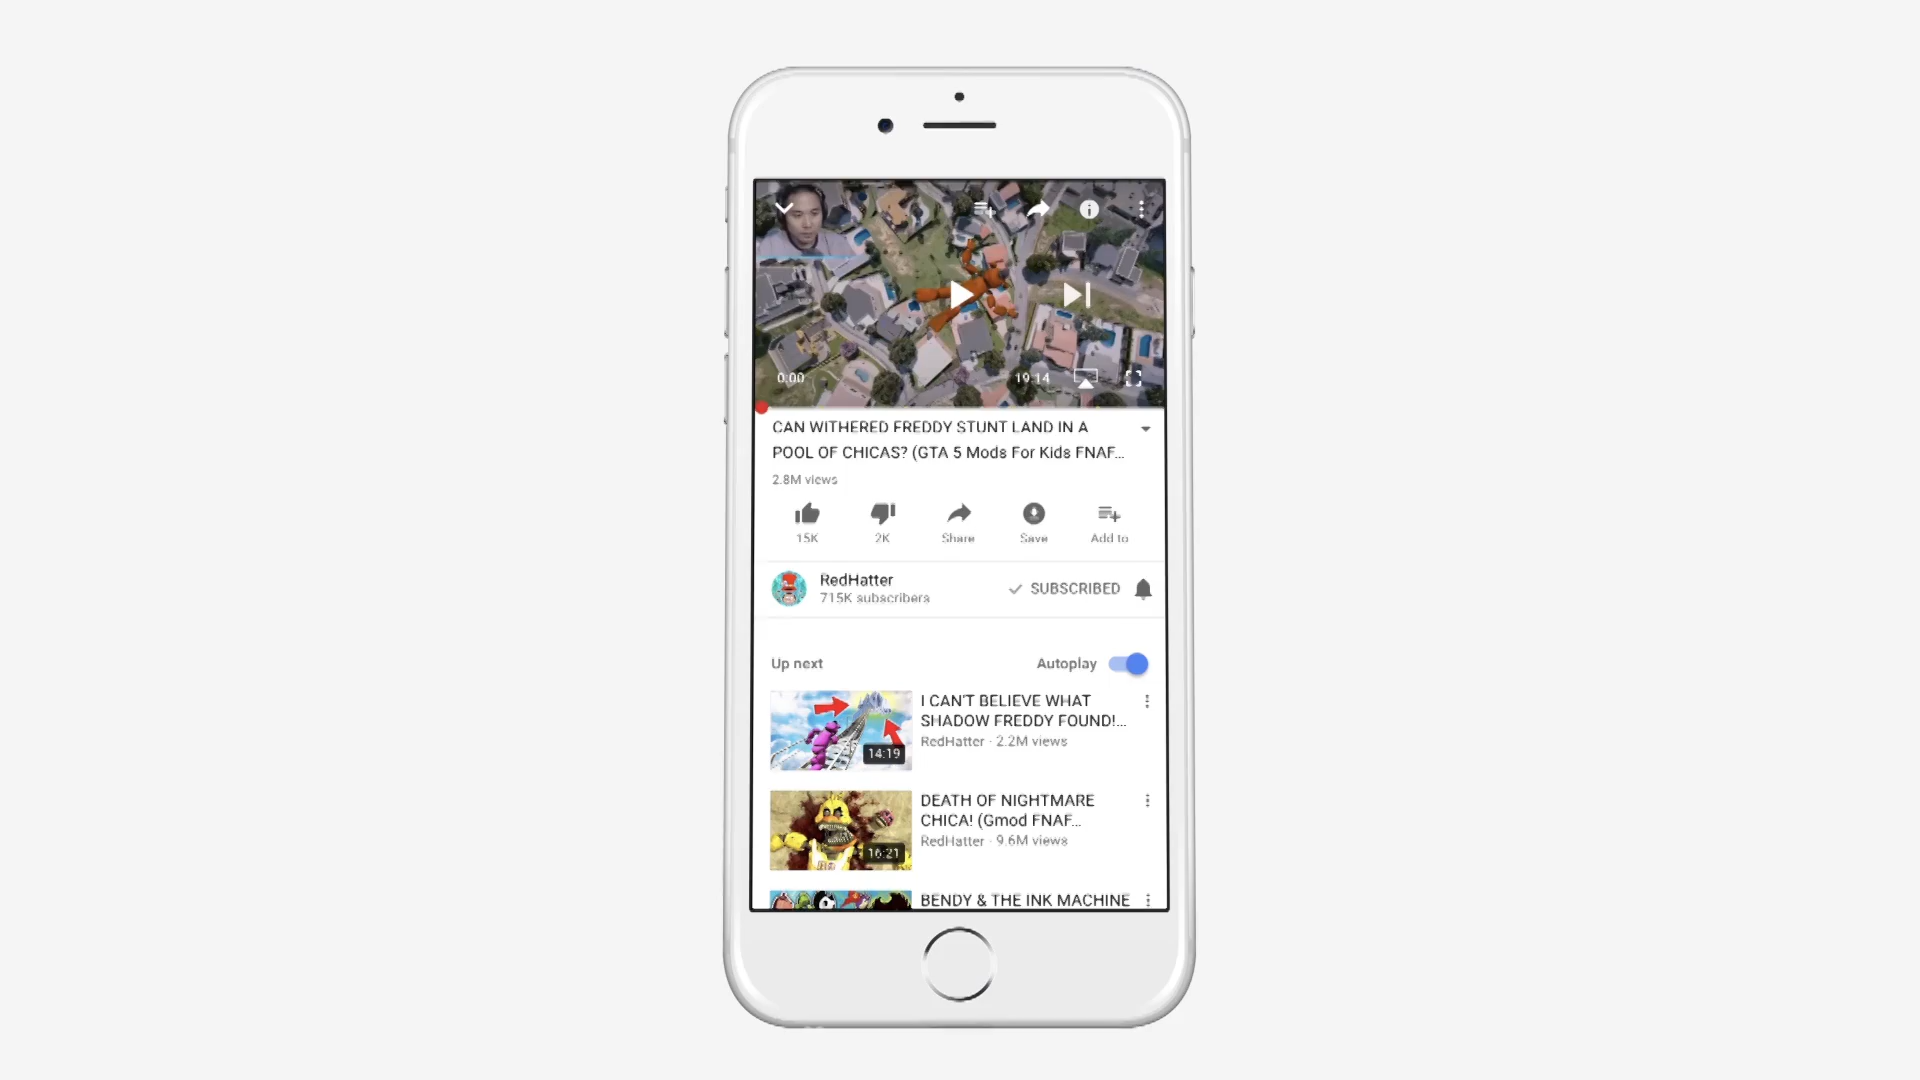 0:00
19:14
CAN WITHERED FREDDY STUNT LAND IN A
POOL OF CHICAS? (GTA 5 Mods For Kids FNAF...
2.8M views
15K
2K
Share
Save
Add to
RedHatter
715K subscribers
SUBSCRIBED
Up next
Autoplay
14:19
I CAN'T BELIEVE WHAT
SHADOW FREDDY FOUND!...
RedHatter · 2.2M views
16:21
DEATH OF NIGHTMARE
CHICA! (Gmod FNAF...
RedHatter · 9.6M views
BENDY & THE INK MACHINE